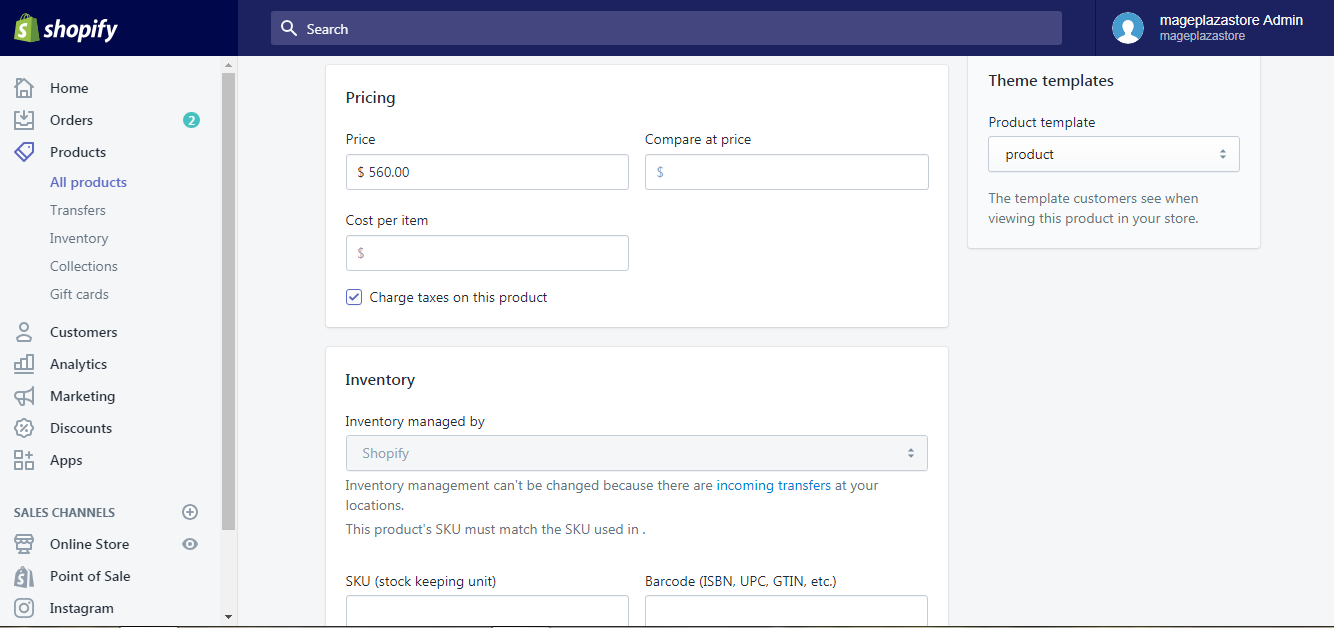 shopify
Search
mageplazastore Admin
mageplazastore
Home
Orders
2
Products
All products
Transfers
Inventory
Collections
Gift cards
Customers
Analytics
Marketing
Discounts
Apps
SALES CHANNELS
Online Store
Point of Sale
Instagram
Pricing
Price
Compare at price
$ 560.00
$
Cost per item
$
Charge taxes on this product
Inventory
Inventory managed by
Shopify
Inventory management can't be changed because there are incoming transfers at your
locations.
This product's SKU must match the SKU used in .
SKU (stock keeping unit)
Barcode (ISBN, UPC, GTIN, etc.)
Theme templates
Product template
product
The template customers see when
viewing this product in your store.